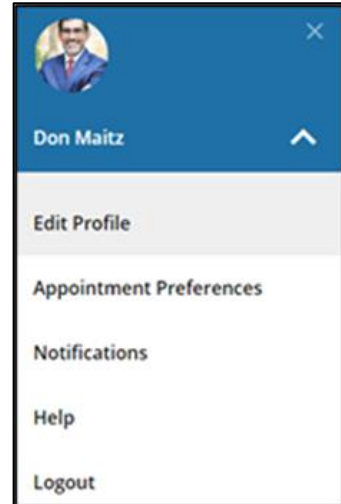 Don Maitz
Edit Profile
Appointment Preferences
Notifications
Help
Logout